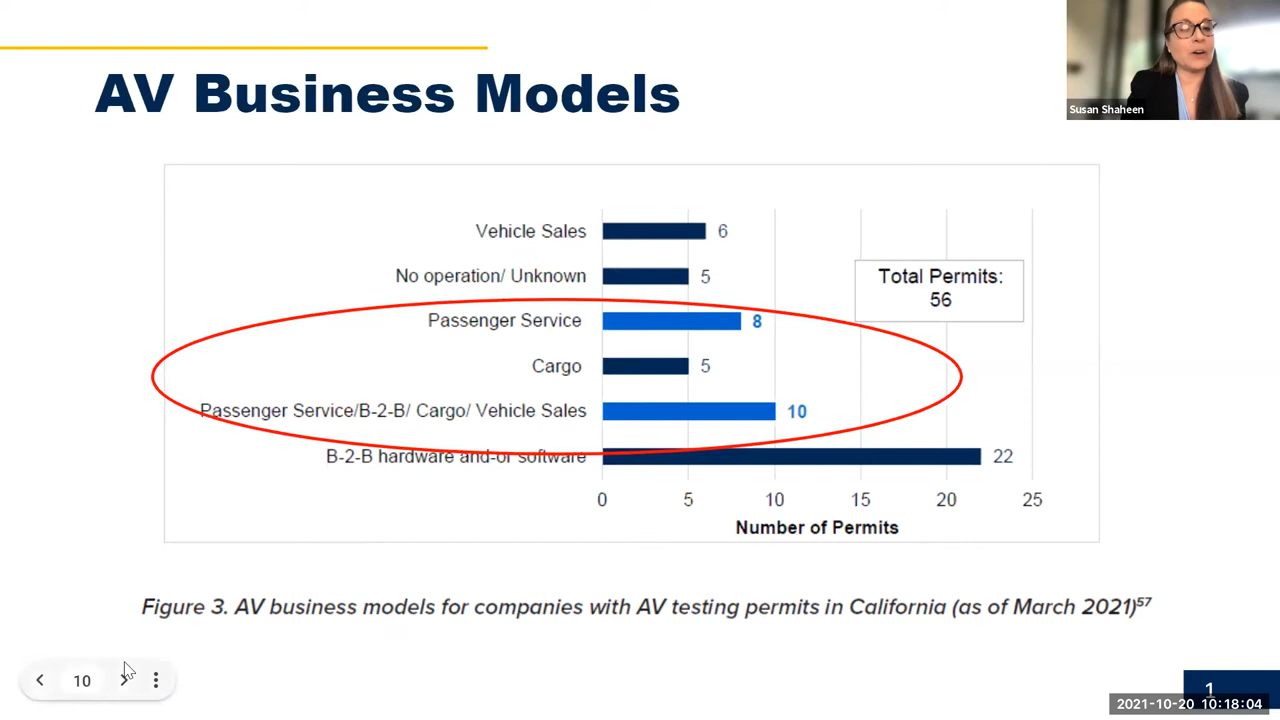 Susan Shaheen
AV Business Models
Vehicle Sales 6
No operation/ Unknown 5
Total Permits:
56
Passenger Service 8
Cargo 5
Passenger Service/B-2-B/ Cargo/ Vehicle Sales 10
B-2-B hardware and-or software 22
0 5 10 15 20 25
Number of Permits
Figure 3. AV business models for companies with AV testing permits in California (as of March 2021)57
10
1
2021-10-20 10:18:04